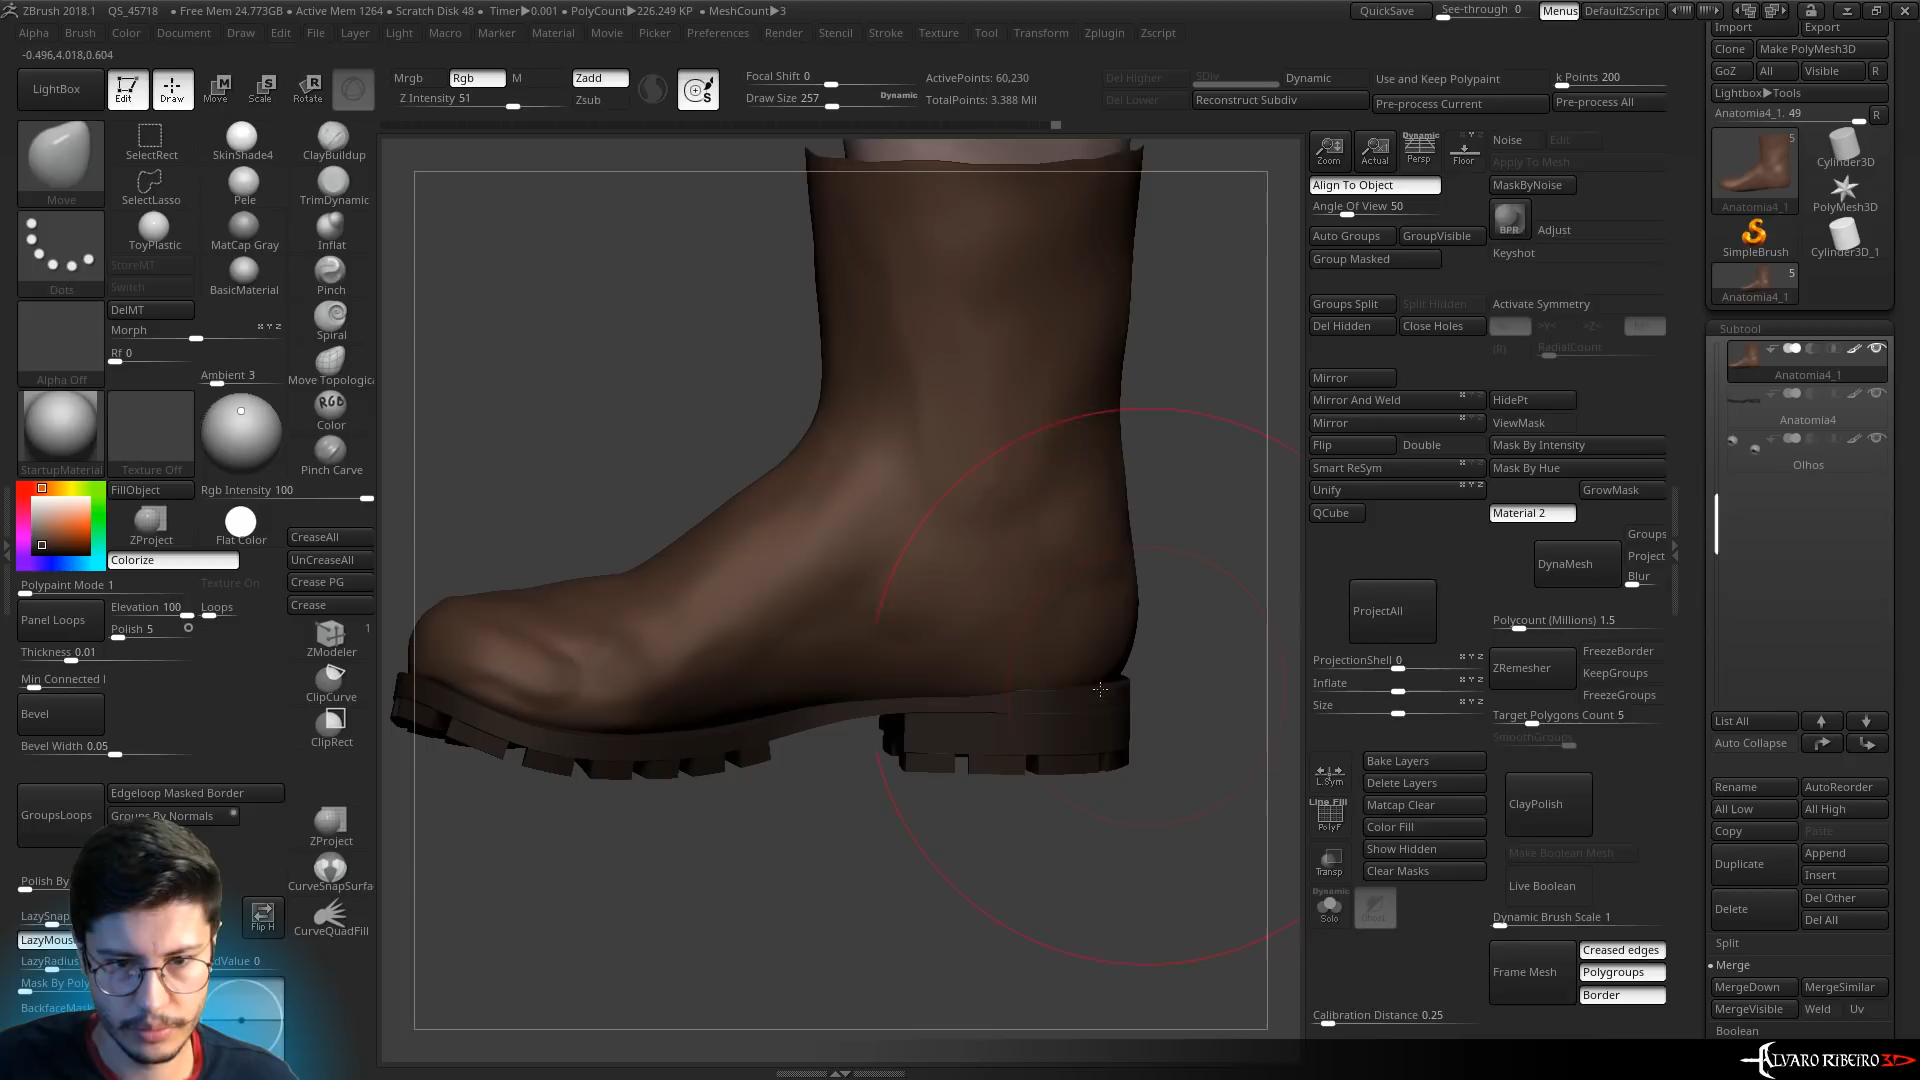 ZBrush 2018.1 QS_45718 • Free Mem 24.773GB • Active Mem 1264 • Scratch Disk 48 • Timer▶0.001 • PolyCount▶226.249 KP • MeshCount▶3 QuickSave See-through 0 Menus DefaultZScript
Alpha Brush Color Document Draw Edit File Layer Light Macro Marker Material Movie Picker Preferences Render Stencil Stroke Texture Tool Transform Zplugin Zscript
-0.496,4.018,0.604
LightBox
Edit
Draw
Move
Scale
Rotate
Mrgb Rgb M
Z Intensity 51
Zadd
Zsub
Focal Shift 0
Draw Size 257
Dynamic
ActivePoints: 60,230
TotalPoints: 3.388 Mil
Del Higher
Del Lower
SDiv
Dynamic
Reconstruct Subdiv
Use and Keep Polypaint
k Points 200
Pre-process Current
Pre-process All
Move
Dots
Alpha Off
StartupMaterial
Texture Off
SelectRect
SelectLasso
ToyPlastic
StoreMT
Switch
DelMT
Morph
Rf 0
Ambient 3
SkinShade4
Pele
MatCap Gray
BasicMaterial
ClayBuildup
TrimDynamic
Inflat
Pinch
Spiral
Move Topologica
RGB
Color
Pinch Carve
FillObject
Rgb Intensity 100
ZProject
Flat Color
Colorize
Polypaint Mode 1
Texture On
Panel Loops
Elevation 100
Loops
Polish 5
Thickness 0.01
Bevel
Bevel Width 0.05
CreaseAll
UnCreaseAll
Crease PG
Crease
1
ZModeler
ClipCurve
ClipRect
GroupsLoops
Edgeloop Masked Border
Groups By Normals
Polish By
LazySnap
LazyMous
LazyRadius
Mask By Poly
BackfaceMask
dValue 0
Flip H
ZProject
CurveSnapSurfa
CurveQuadFill
Zoom
Actual
Dynamic
Persp
Floor
Align To Object
Angle Of View 50
Auto Groups
GroupVisible
Group Masked
Groups Split
Split Hidden
Del Hidden
Close Holes
Mirror
Mirror And Weld
Mirror
Flip
Double
Smart ReSym
Unify
QCube
ProjectAll
ProjectionShell 0
Inflate
Size
L.Sym
Line Fill
PolyF
Transp
Dynamic
Solo
Ghost
Bake Layers
Delete Layers
Matcap Clear
Color Fill
Show Hidden
Clear Masks
Calibration Distance 0.25
Noise
Edit
Apply To Mesh
MaskByNoise
BPR
Adjust
Keyshot
Activate Symmetry
(R)
RadialCount
HidePt
ViewMask
Mask By Intensity
Mask By Hue
GrowMask
Material 2
Groups
DynaMesh
Project
Blur
Polycount (Millions) 1.5
ZRemesher
FreezeBorder
KeepGroups
FreezeGroups
Target Polygons Count 5
SmoothGroups
ClayPolish
Make Boolean Mesh
Live Boolean
Dynamic Brush Scale 1
Frame Mesh
Creased edges
Polygroups
Border
Import
Export
Clone
Make PolyMesh3D
GoZ
All
Visible
R
Lightbox▶Tools
Anatomia4_1. 49
R
5
Anatomia4_1
Cylinder3D
PolyMesh3D
SimpleBrush
Cylinder3D_1
5
Anatomia4_1
Subtool
Anatomia4_1
Anatomia4
Olhos
List All
Auto Collapse
Rename
AutoReorder
All Low
All High
Copy
Paste
Duplicate
Append
Insert
Delete
Del Other
Del All
Split
Merge
MergeDown
MergeSimilar
MergeVisible
Weld
Uv
Boolean
ALVARO RIBEIRO 3D